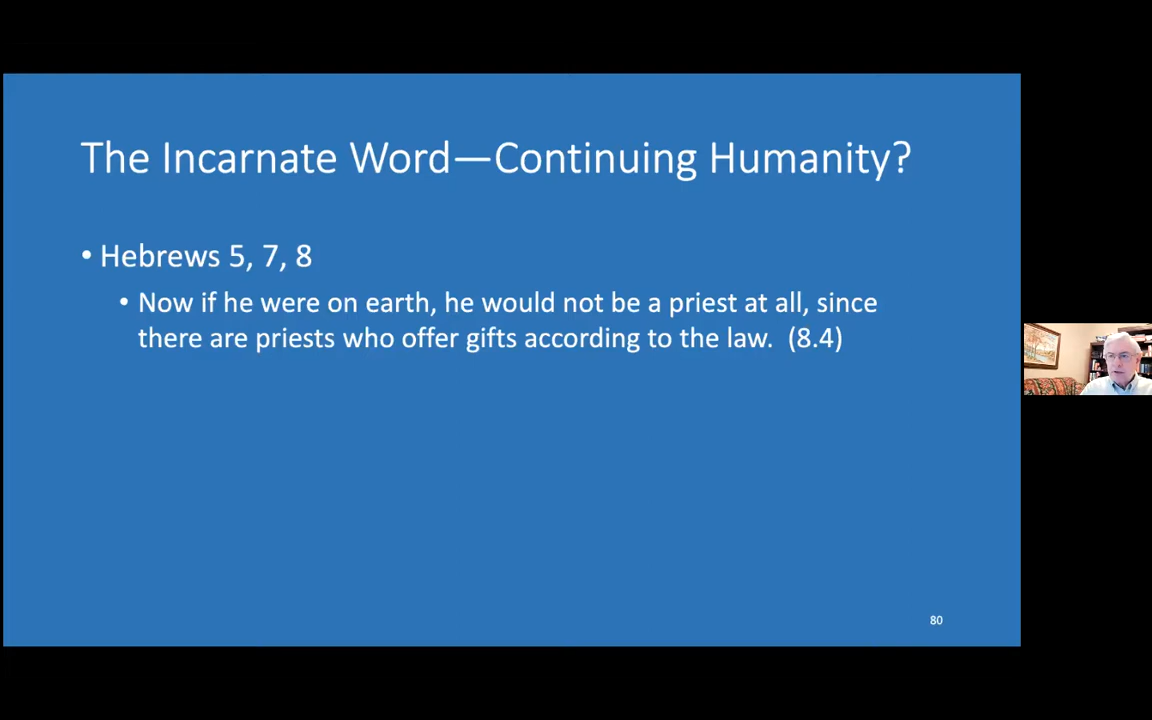 The Incarnate Word—Continuing Humanity?
• Hebrews 5, 7, 8
• Now if he were on earth, he would not be a priest at all, since
there are priests who offer gifts according to the law.  (8.4)
80